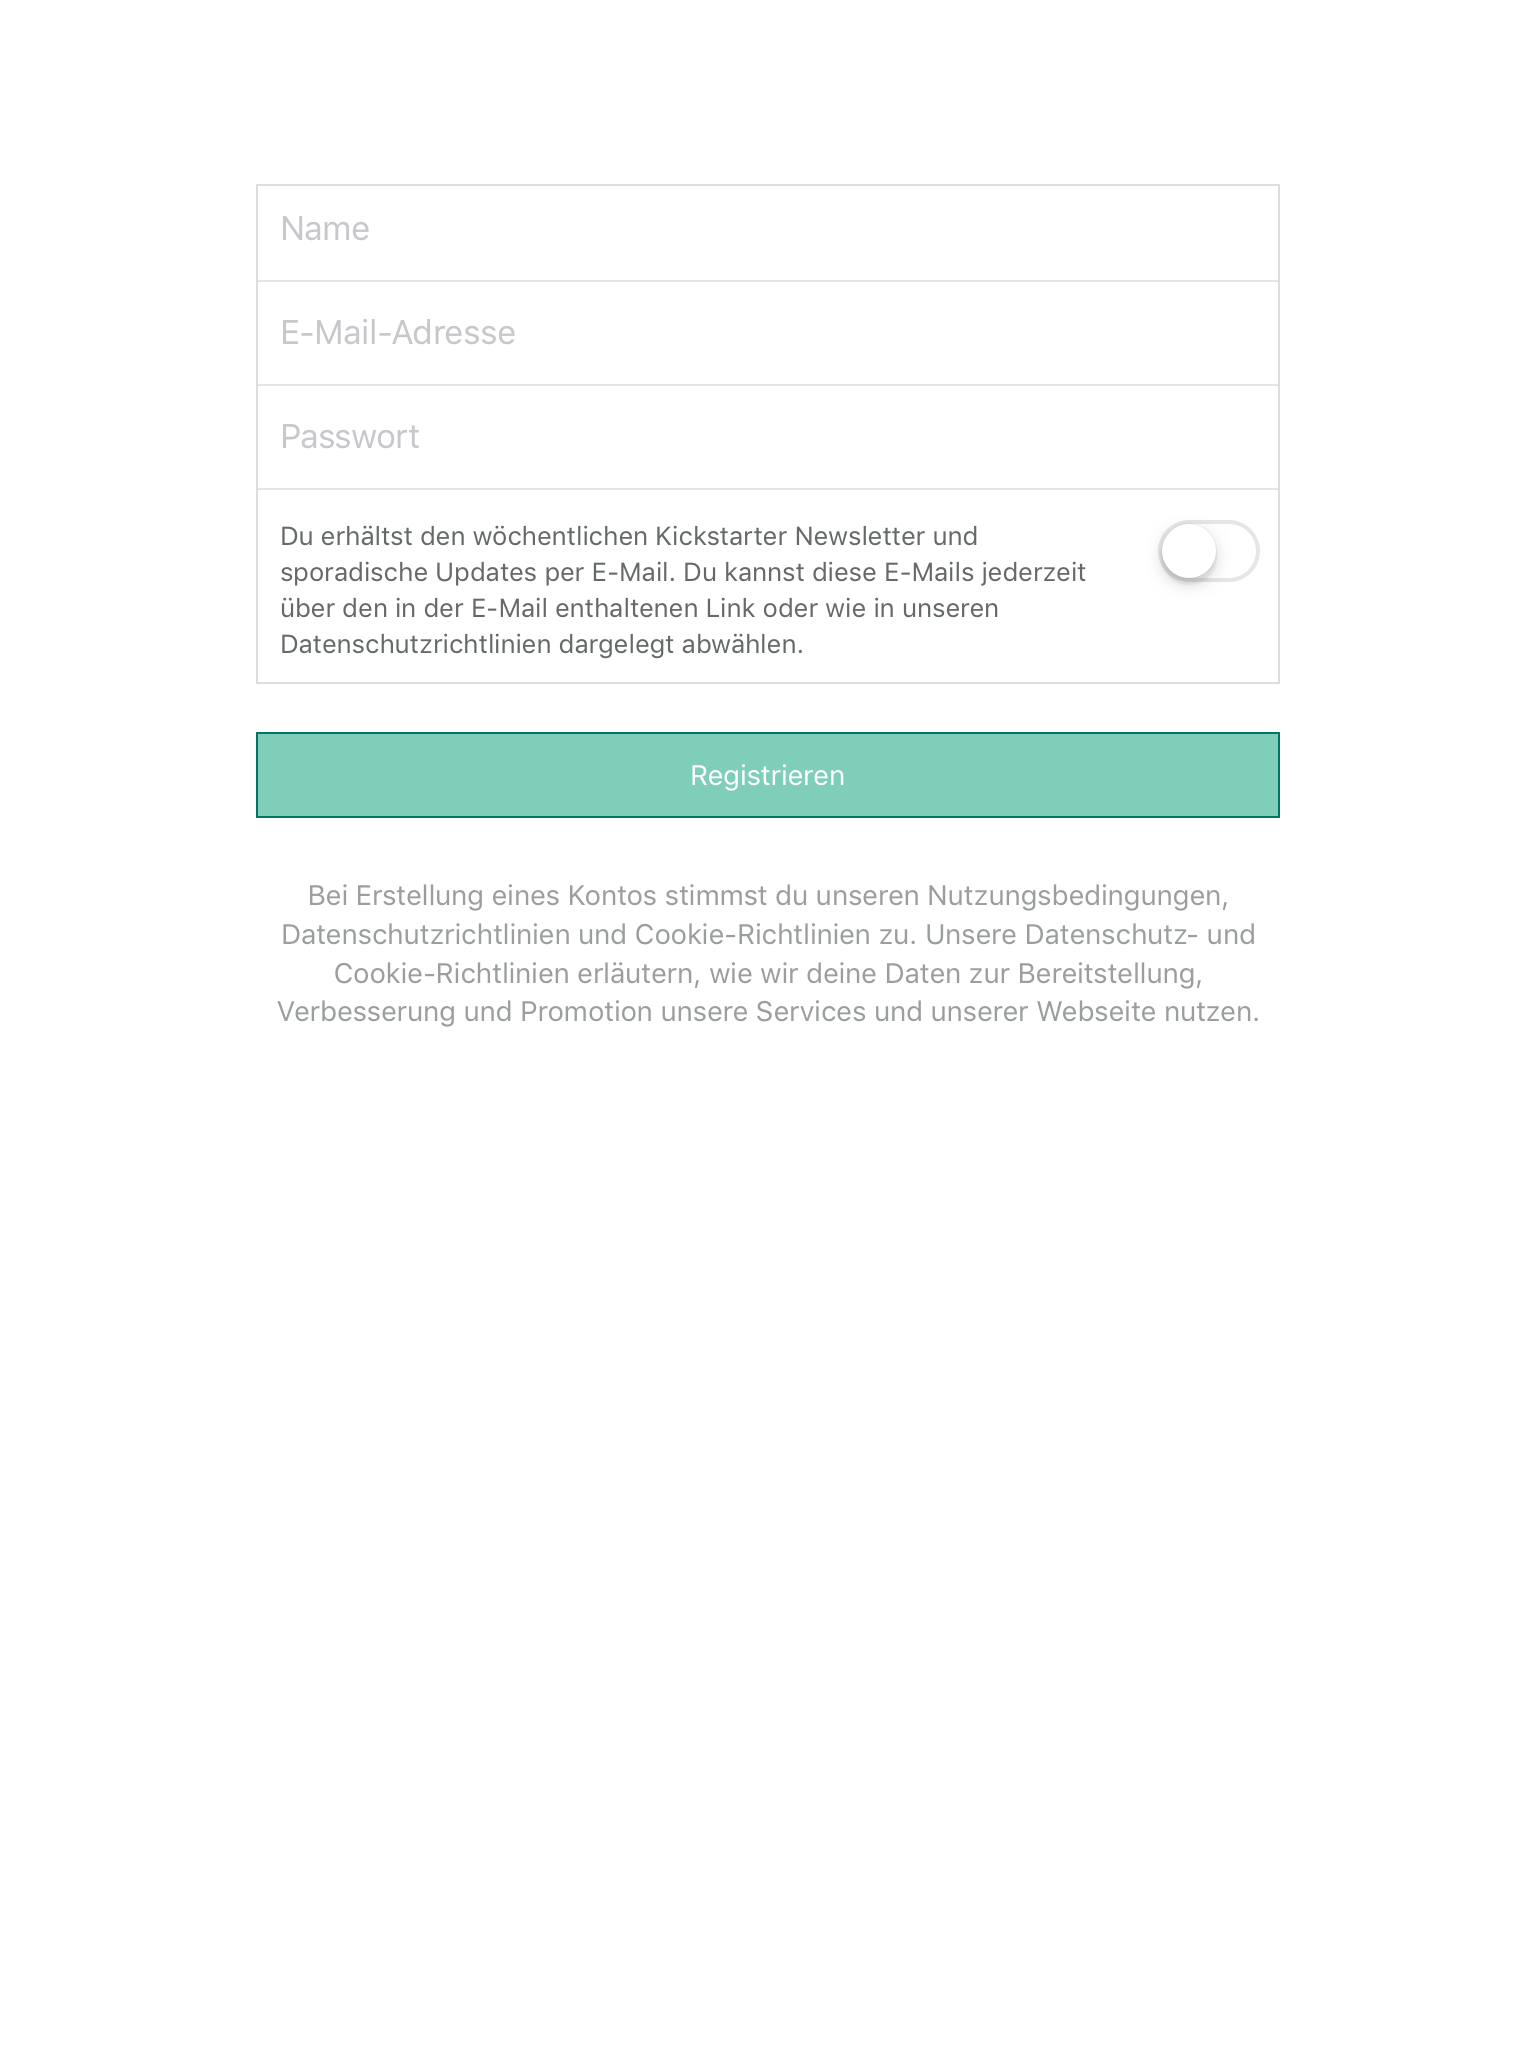 Name
E-Mail-Adresse
Passwort
Du erhältst den wöchentlichen Kickstarter Newsletter und
sporadische Updates per E-Mail. Du kannst diese E-Mails jederzeit
über den in der E-Mail enthaltenen Link oder wie in unseren
Datenschutzrichtlinien dargelegt abwählen.
Registrieren
Bei Erstellung eines Kontos stimmst du unseren Nutzungsbedingungen,
Datenschutzrichtlinien und Cookie-Richtlinien zu. Unsere Datenschutz- und
Cookie-Richtlinien erläutern, wie wir deine Daten zur Bereitstellung,
Verbesserung und Promotion unsere Services und unserer Webseite nutzen.